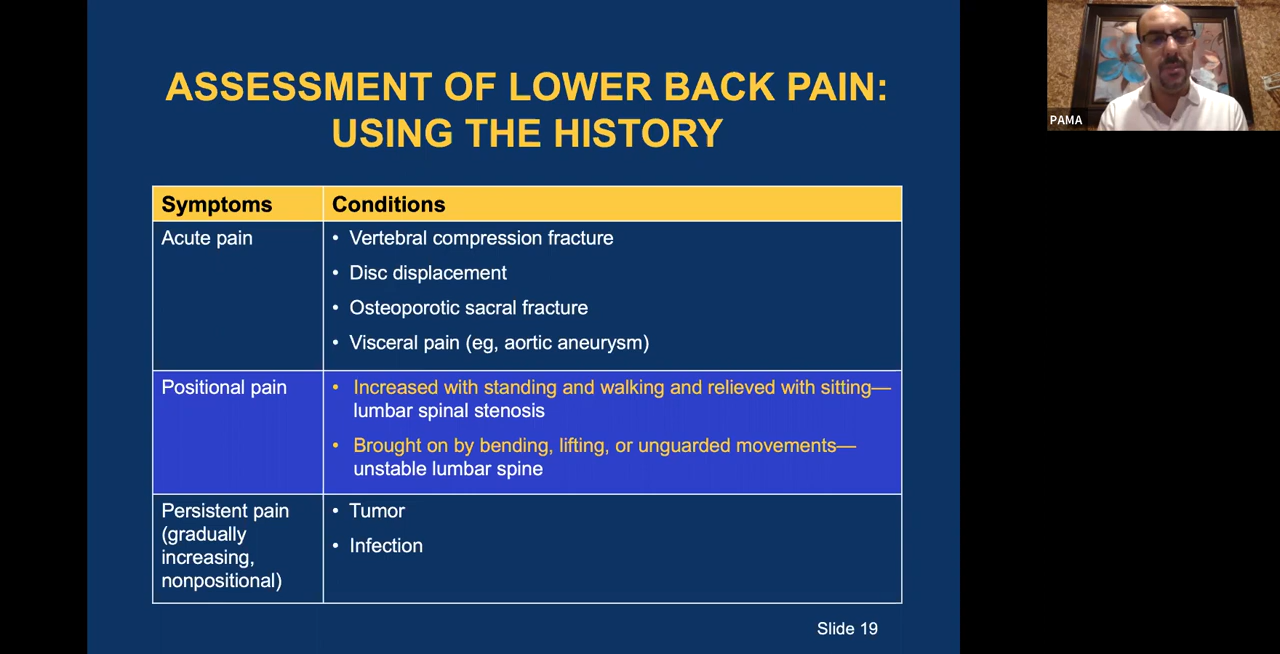 ASSESSMENT OF LOWER BACK PAIN:
USING THE HISTORY
PAMA
Symptoms
Conditions
Acute pain
• Vertebral compression fracture
• Disc displacement
• Osteoporotic sacral fracture
• Visceral pain (eg, aortic aneurysm)
Positional pain
• Increased with standing and walking and relieved with sitting—
lumbar spinal stenosis
• Brought on by bending, lifting, or unguarded movements—
unstable lumbar spine
Persistent pain
(gradually
increasing,
nonpositional)
• Tumor
• Infection
Slide 19